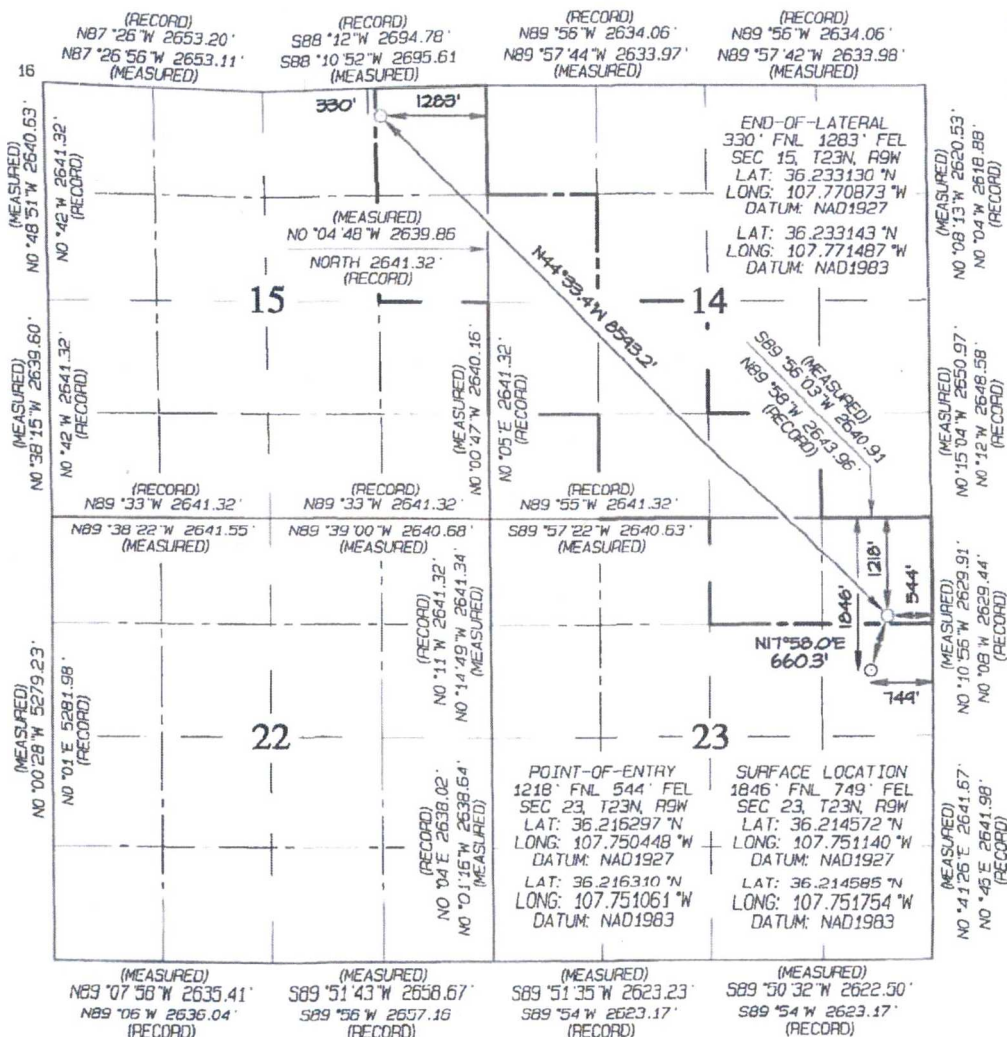 (RECORD)
N87°26'W 2653.20'
N87°26'56"W 2653.11'
(MEASURED)
(RECORD)
S88°12'W 2694.78'
S88°10'52"W 2695.61'
(MEASURED)
(RECORD)
N89°56'W 2634.06'
N89°57'44"W 2633.97'
(MEASURED)
(RECORD)
N89°56'W 2634.06'
N89°57'42"W 2633.98'
(MEASURED)
16
330'
1283'
(MEASURED)
N0°48'51"W 2640.63'
N0°42'W 2641.32'
(RECORD)
END-OF-LATERAL
330' FNL 1283' FEL
SEC 15, T23N, R9W
LAT: 36.233130°N
LONG: 107.770873°W
DATUM: NAD1927
LAT: 36.233143°N
LONG: 107.771487°W
DATUM: NAD1983
(MEASURED)
N0°08'13"W 2620.53'
N0°04'W 2618.88'
(RECORD)
(MEASURED)
N0°04'48"W 2639.86
NORTH 2641.32'
(RECORD)
N44°33.4'W 8543.2'
15
14
(MEASURED)
N0°38'15"W 2639.60'
N0°42'W 2641.32'
(RECORD)
(MEASURED)
N0°00'47"W 2640.16'
N0°05'E 2641.32'
(RECORD)
(MEASURED)
S89°56'03"W 2640.91
N89°58'W 2643.96'
(RECORD)
(MEASURED)
N0°15'04"W 2650.97'
N0°12'W 2648.58'
(RECORD)
(RECORD)
N89°33'W 2641.32'
N89°38'22"W 2641.55'
(MEASURED)
(RECORD)
N89°33'W 2641.32'
N89°39'00"W 2640.68'
(MEASURED)
(RECORD)
N89°55'W 2641.32'
S89°57'22"W 2640.63'
(MEASURED)
1218'
544'
1846'
N17°58.0'E
660.3'
749'
(RECORD)
N0°11'W 2641.32'
N0°14'49"W 2641.34'
(MEASURED)
(MEASURED)
N0°10'56"W 2629.91'
N0°08'W 2629.44'
(RECORD)
(MEASURED)
N0°00'28"W 5279.23'
N0°01'E 5281.98'
(RECORD)
22
23
(RECORD)
N0°04'E 2638.02'
N0°01'16"W 2638.64'
(MEASURED)
POINT-OF-ENTRY
1218' FNL 544' FEL
SEC 23, T23N, R9W
LAT: 36.216297°N
LONG: 107.750448°W
DATUM: NAD1927
LAT: 36.216310°N
LONG: 107.751061°W
DATUM: NAD1983
SURFACE LOCATION
1846' FNL 749' FEL
SEC 23, T23N, R9W
LAT: 36.214572°N
LONG: 107.751140°W
DATUM: NAD1927
LAT: 36.214585°N
LONG: 107.751754°W
DATUM: NAD1983
(MEASURED)
N0°41'26"E 2641.67'
N0°45'E 2641.98'
(RECORD)
(MEASURED)
N89°07'58"W 2635.41'
N89°06'W 2636.04'
(RECORD)
(MEASURED)
S89°51'43"W 2658.67'
S89°56'W 2657.16
(RECORD)
(MEASURED)
S89°51'35"W 2623.23'
S89°54'W 2623.17'
(RECORD)
(MEASURED)
S89°50'32"W 2622.50'
S89°54'W 2623.17'
(RECORD)